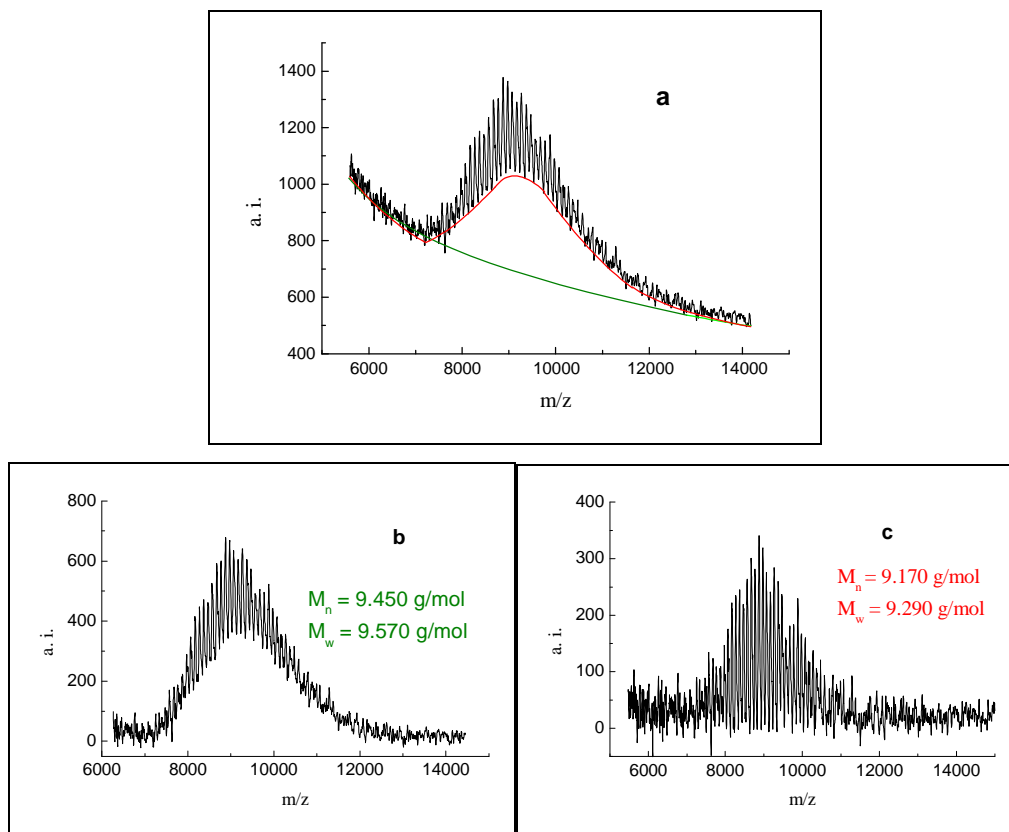 a
1400
1200
1000
800
600
400
a. i.
6000 8000 10000 12000 14000
m/z
b
800
600
400
200
0
a. i.
Mn = 9.450 g/mol
Mw = 9.570 g/mol
6000 8000 10000 12000 14000
m/z
c
400
300
200
100
0
a. i.
Mn = 9.170 g/mol
Mw = 9.290 g/mol
6000 8000 10000 12000 14000
m/z